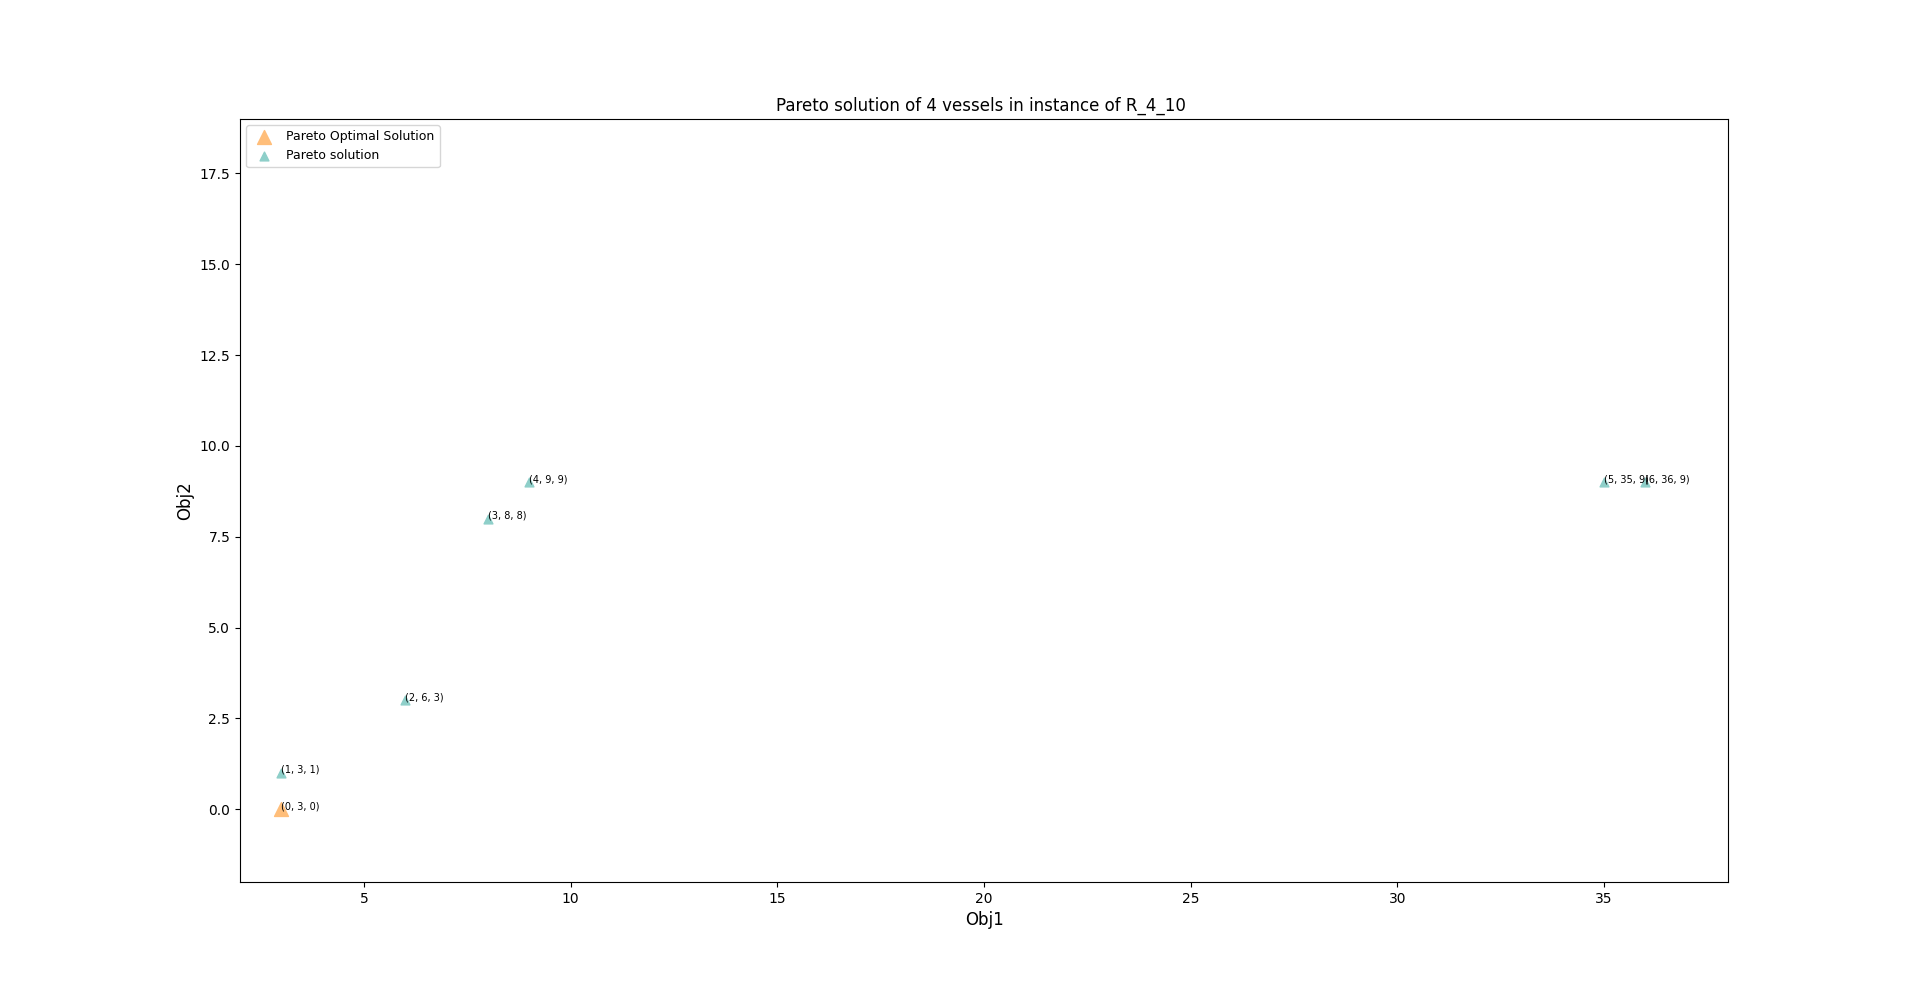 Pareto solution of 4 vessels in instance of R_4_10
Pareto Optimal Solution
Pareto solution
17.5
15.0
12.5
10.0
7.5
5.0
2.5
0.0
Obj2
(4, 9, 9)
(3, 8, 8)
(5, 35, 9)
(6, 36, 9)
(2, 6, 3)
(1, 3, 1)
(0, 3, 0)
5
10
15
20
25
30
35
Obj1